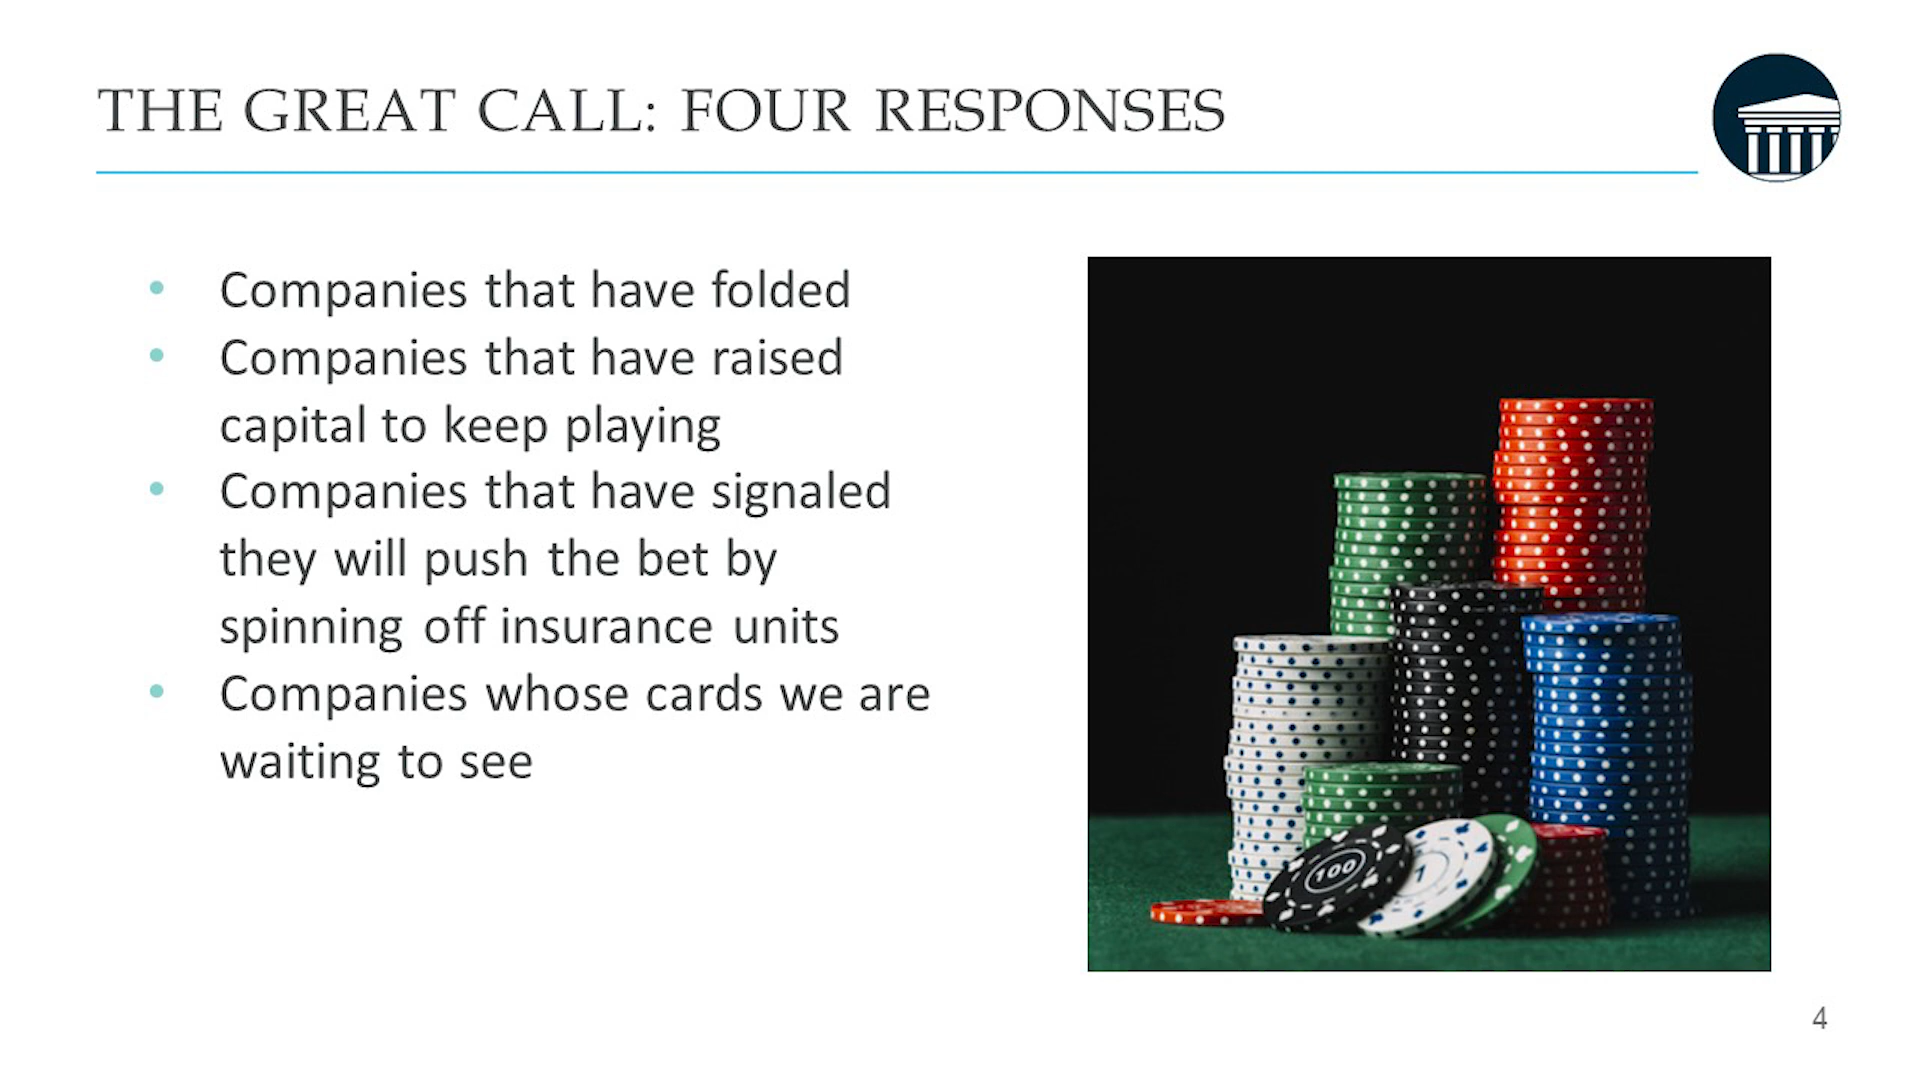 THE GREAT CALL: FOUR RESPONSES
• Companies that have folded
• Companies that have raised
capital to keep playing
• Companies that have signaled
they will push the bet by
spinning off insurance units
• Companies whose cards we are
waiting to see
100
1
4